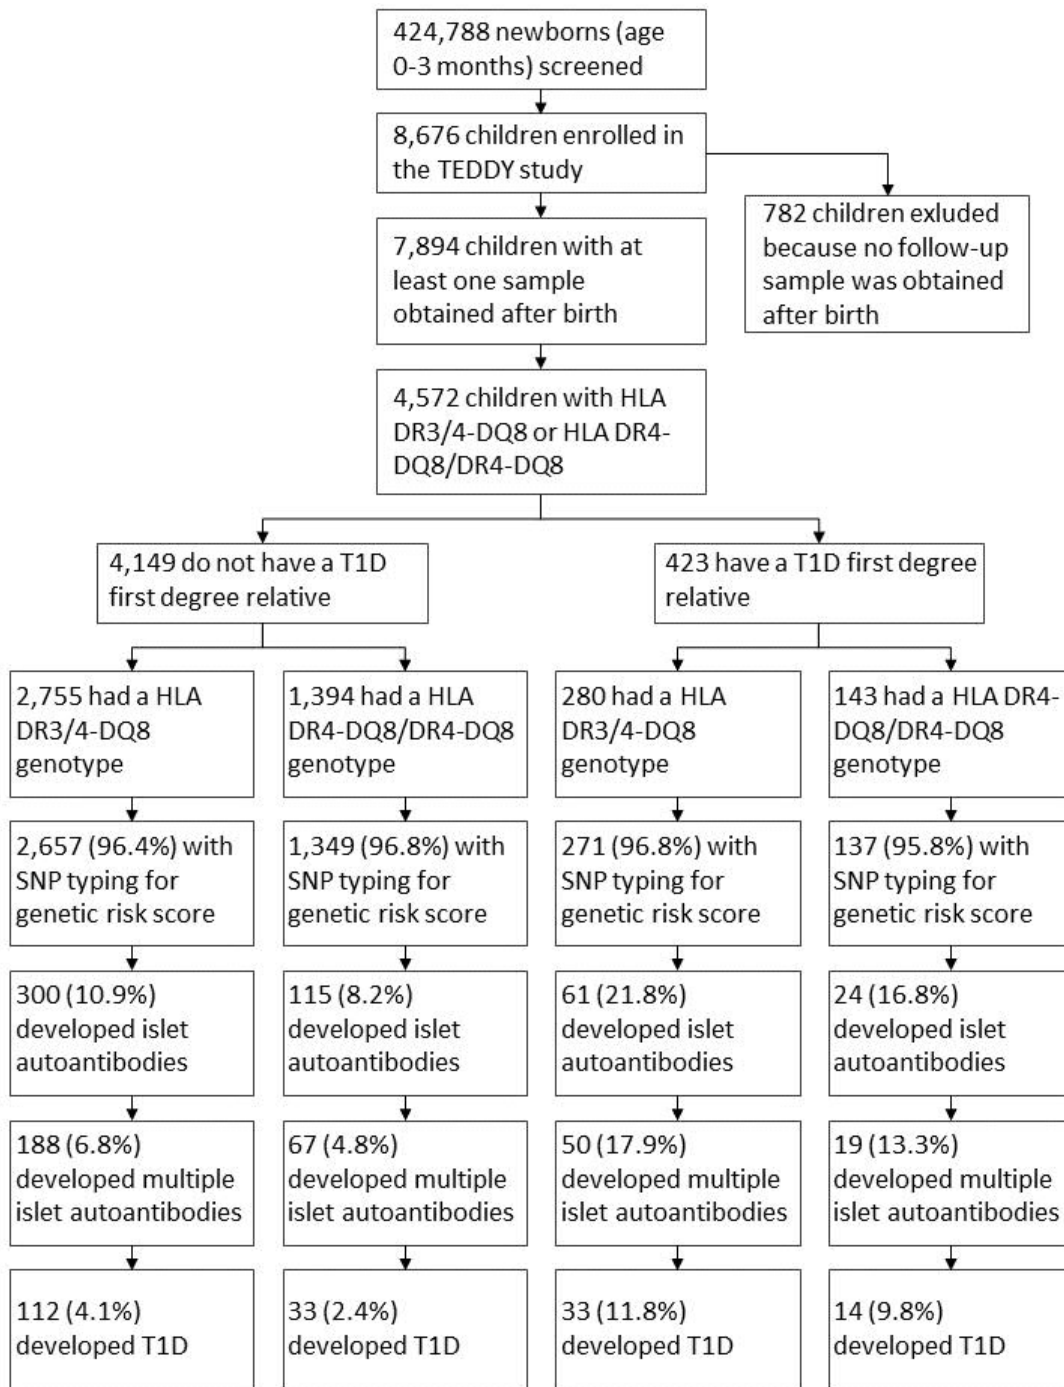 424,788 newborns (age
0-3 months) screened
8,676 children enrolled in
the TEDDY study
782 children exluded
because no follow-up
sample was obtained
after birth
7,894 children with at
least one sample
obtained after birth
4,572 children with HLA
DR3/4-DQ8 or HLA DR4-
DQ8/DR4-DQ8
4,149 do not have a T1D
first degree relative
423 have a T1D first degree
relative
2,755 had a HLA
DR3/4-DQ8
genotype
1,394 had a HLA
DR4-DQ8/DR4-DQ8
genotype
280 had a HLA
DR3/4-DQ8
genotype
143 had a HLA DR4-
DQ8/DR4-DQ8
genotype
2,657 (96.4%) with
SNP typing for
genetic risk score
1,349 (96.8%) with
SNP typing for
genetic risk score
271 (96.8%) with
SNP typing for
genetic risk score
137 (95.8%) with
SNP typing for
genetic risk score
300 (10.9%)
developed islet
autoantibodies
115 (8.2%)
developed islet
autoantibodies
61 (21.8%)
developed islet
autoantibodies
24 (16.8%)
developed islet
autoantibodies
188 (6.8%)
developed multiple
islet autoantibodies
67 (4.8%)
developed multiple
islet autoantibodies
50 (17.9%)
developed multiple
islet autoantibodies
19 (13.3%)
developed multiple
islet autoantibodies
112 (4.1%)
developed T1D
33 (2.4%)
developed T1D
33 (11.8%)
developed T1D
14 (9.8%)
developed T1D